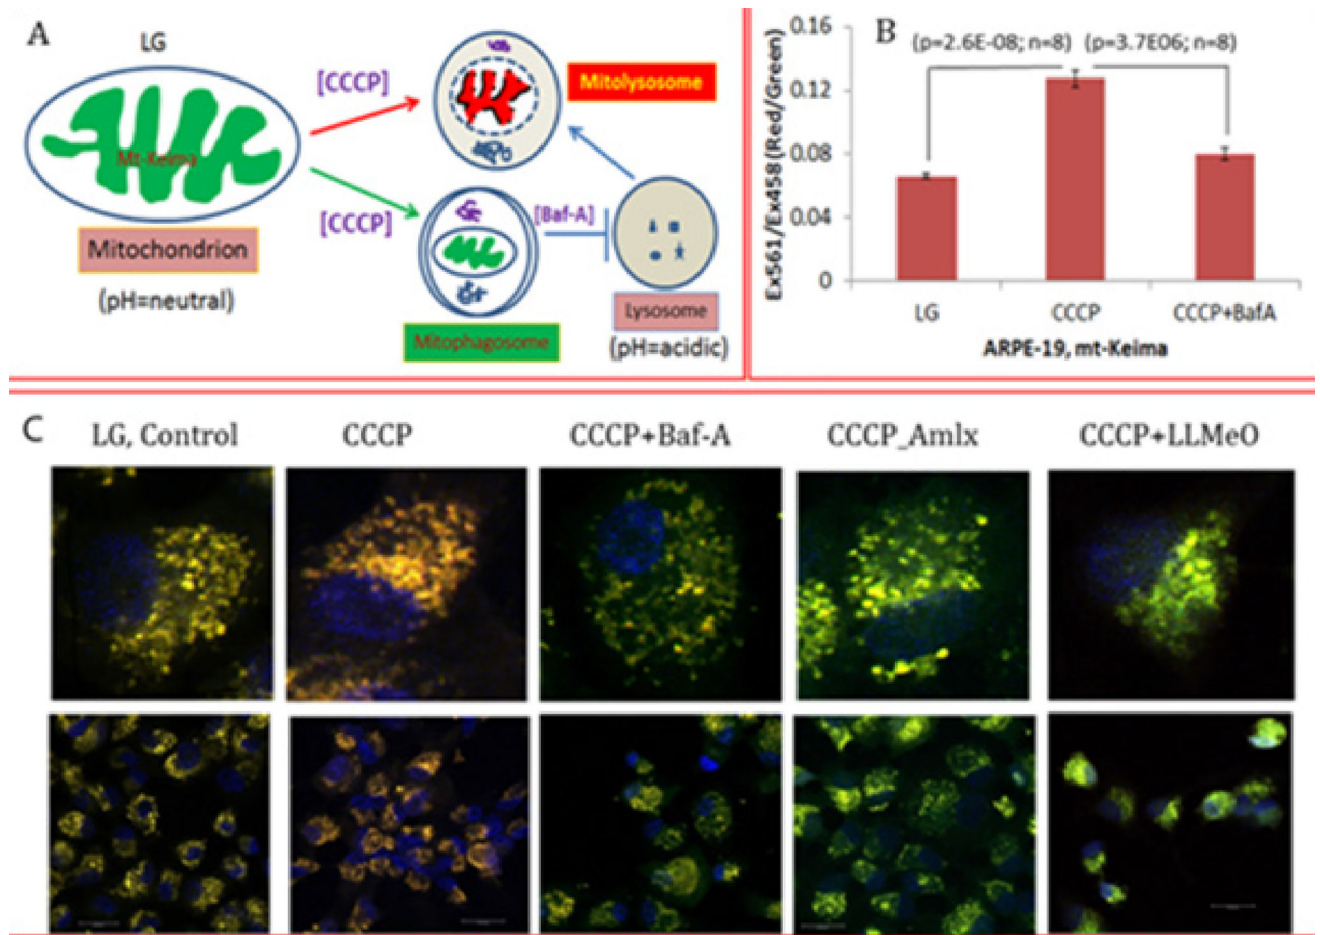 A
LG
[CCCP]
Mitolysosome
Mt-Keima
[CCCP]
[Baf-A]
Mitochondrion
(pH=neutral)
Lysosome
Mitophagosome
(pH=acidic)
B
(p=2.6E-08; n=8) (p=3.7E06; n=8)
Ex561/Ex458 (Red/Green)
0.16
0.12
0.08
0.04
0
LG CCCP CCCP+BafA
ARPE-19, mt-Keima
C
LG, Control CCCP CCCP+Baf-A CCCP_Amlx CCCP+LLMeO